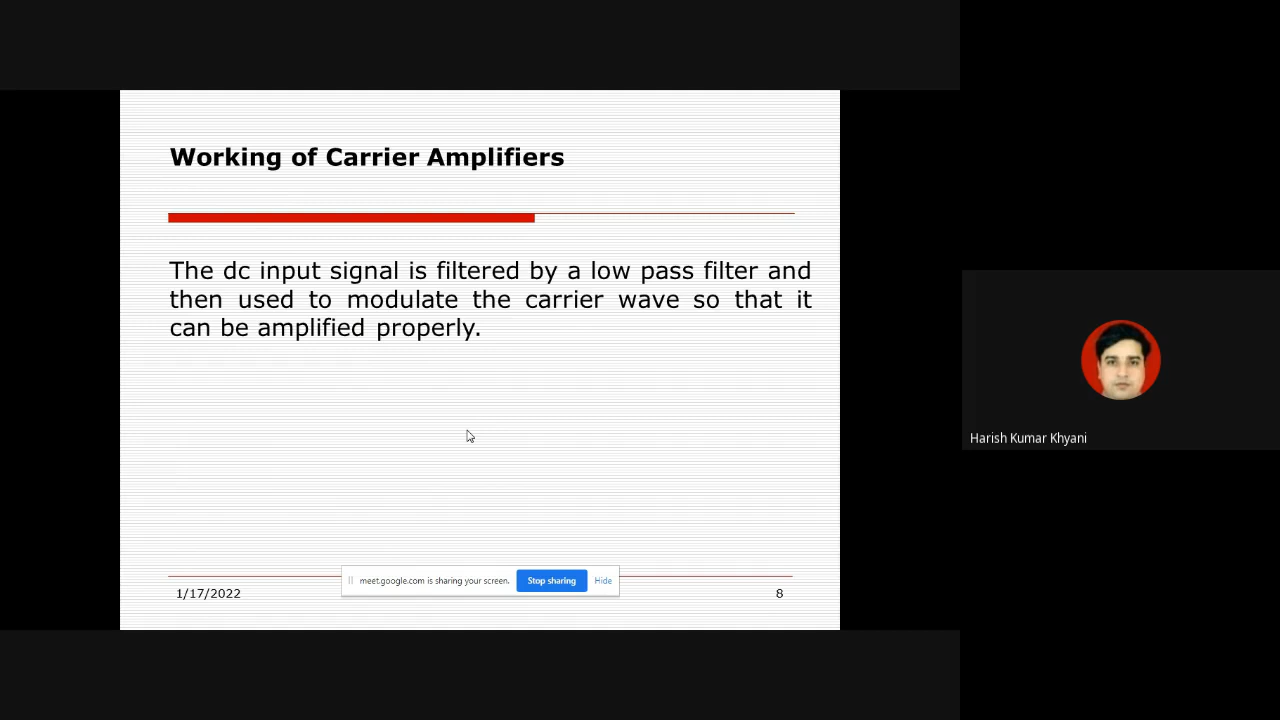 Working of Carrier Amplifiers
The dc input signal is filtered by a low pass filter and
then used to modulate the carrier wave so that it
can be amplified properly.
meet.google.com is sharing your screen. Stop sharing Hide
1/17/2022 8
Harish Kumar Khyani